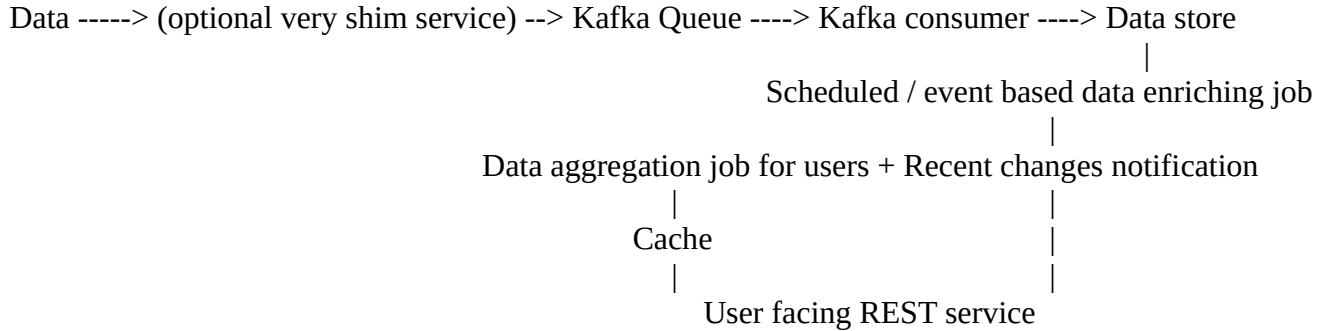 Data -----> (optional very shim service) --> Kafka Queue ----> Kafka consumer ----> Data store
|
Scheduled / event based data enriching job
|
Data aggregation job for users + Recent changes notification
| |
Cache |
| |
User facing REST service